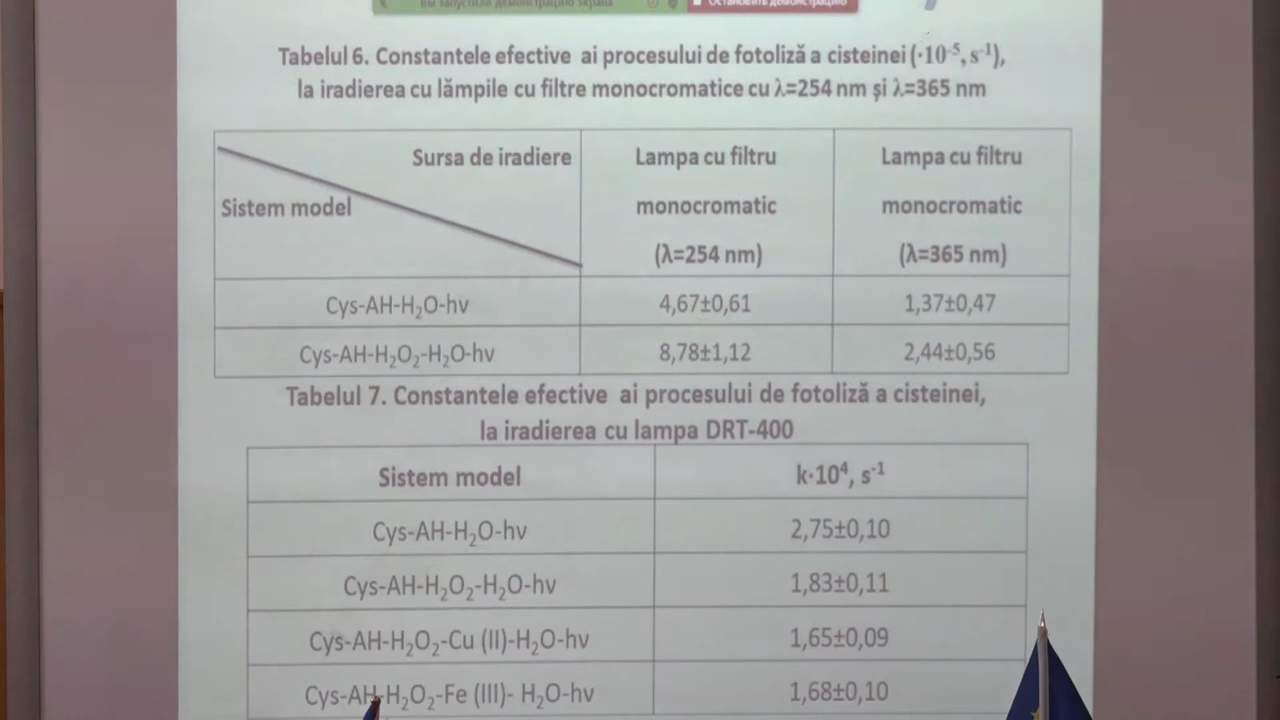 Вы запустили демонстрацию экрана
Остановить демонстрацию
Tabelul 6. Constantele efective ai procesului de fotoliză a cisteinei (·10⁻⁵, s⁻¹),
la iradierea cu lămpile cu filtre monocromatice cu λ=254 nm și λ=365 nm
Sursa de iradiere
Sistem model
Lampa cu filtru
monocromatic
(λ=254 nm)
Lampa cu filtru
monocromatic
(λ=365 nm)
Cys-AH-H₂O-hv 4,67±0,61 1,37±0,47
Cys-AH-H₂O₂-H₂O-hv 8,78±1,12 2,44±0,56
Tabelul 7. Constantele efective ai procesului de fotoliză a cisteinei,
la iradierea cu lampa DRT-400
Sistem model k·10⁴, s⁻¹
Cys-AH-H₂O-hv 2,75±0,10
Cys-AH-H₂O₂-H₂O-hv 1,83±0,11
Cys-AH-H₂O₂-Cu (II)-H₂O-hv 1,65±0,09
Cys-AH-H₂O₂-Fe (III)- H₂O-hv 1,68±0,10